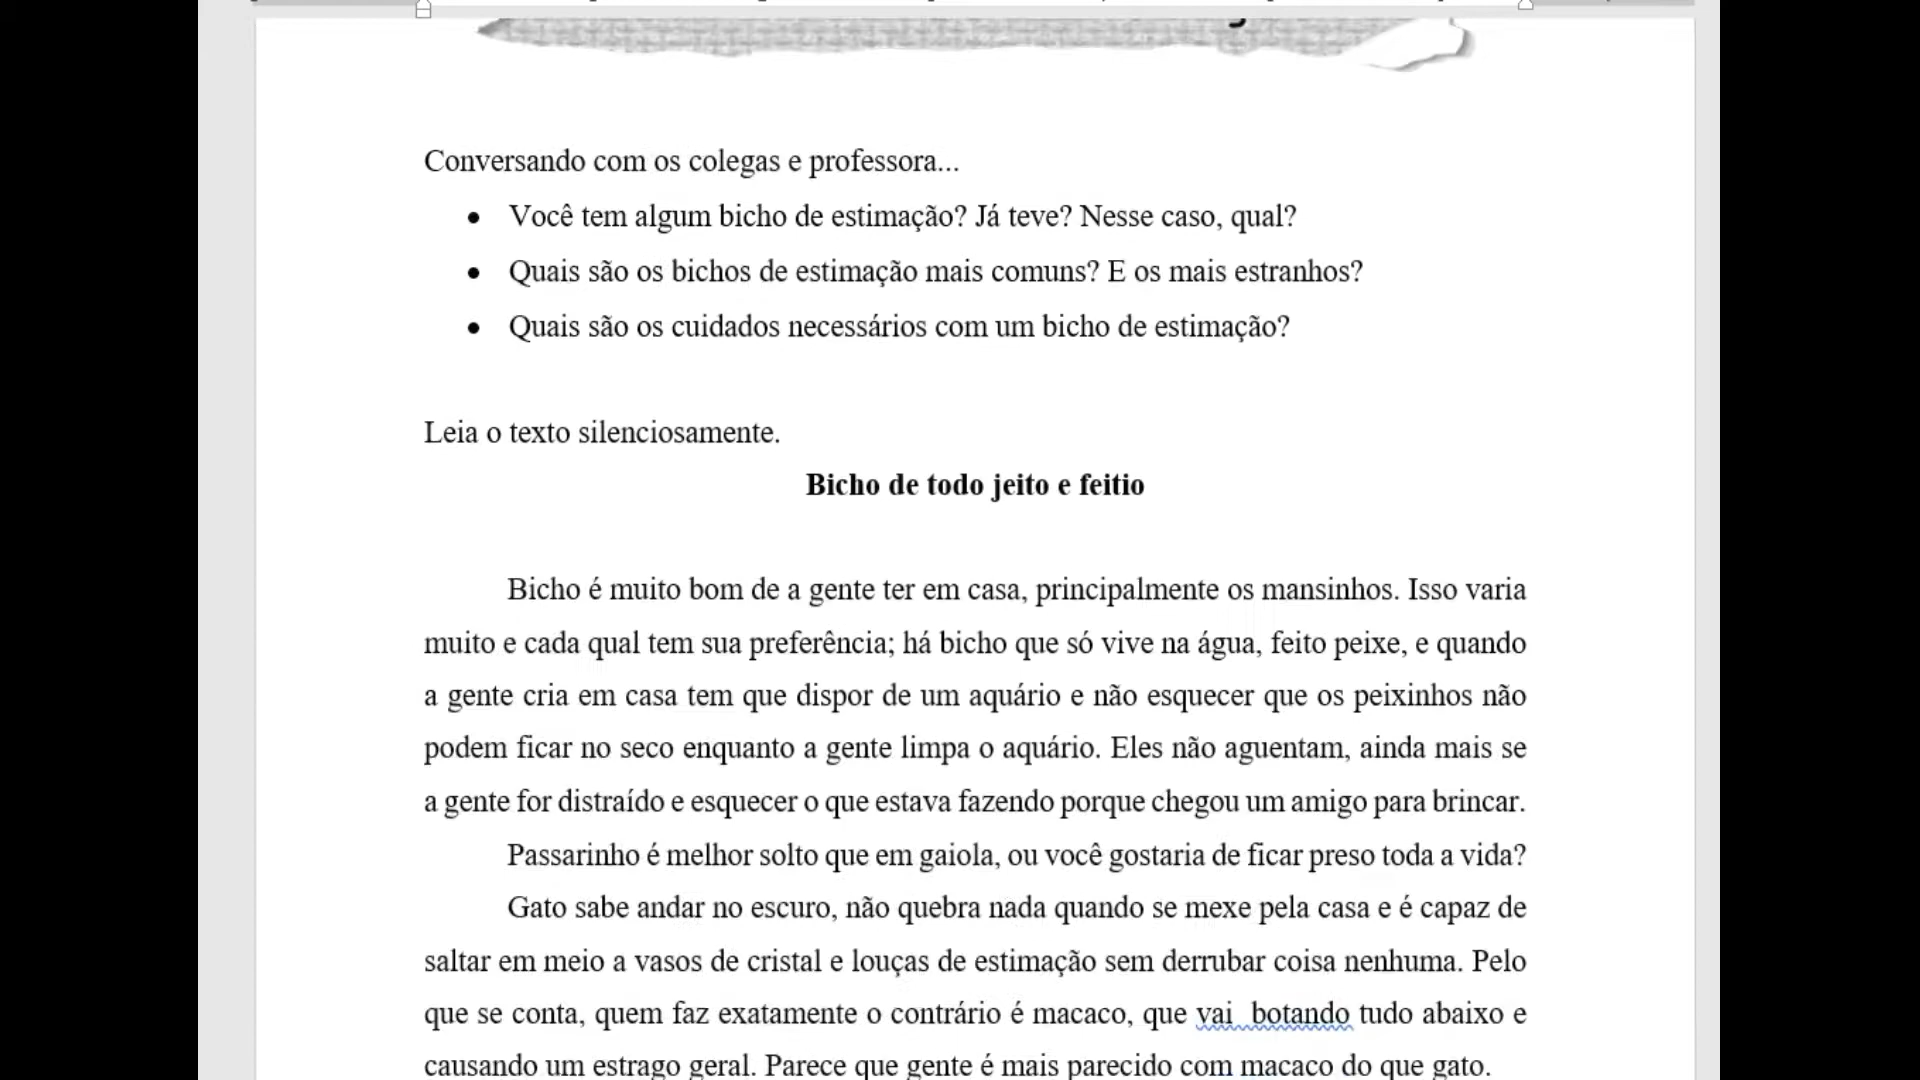 Conversando com os colegas e professora...
• Você tem algum bicho de estimação? Já teve? Nesse caso, qual?
• Quais são os bichos de estimação mais comuns? E os mais estranhos?
• Quais são os cuidados necessários com um bicho de estimação?
Leia o texto silenciosamente.
Bicho de todo jeito e feitio
Bicho é muito bom de a gente ter em casa, principalmente os mansinhos. Isso varia
muito e cada qual tem sua preferência; há bicho que só vive na água, feito peixe, e quando
a gente cria em casa tem que dispor de um aquário e não esquecer que os peixinhos não
podem ficar no seco enquanto a gente limpa o aquário. Eles não aguentam, ainda mais se
a gente for distraído e esquecer o que estava fazendo porque chegou um amigo para brincar.
Passarinho é melhor solto que em gaiola, ou você gostaria de ficar preso toda a vida?
Gato sabe andar no escuro, não quebra nada quando se mexe pela casa e é capaz de
saltar em meio a vasos de cristal e louças de estimação sem derrubar coisa nenhuma. Pelo
que se conta, quem faz exatamente o contrário é macaco, que vai  botando tudo abaixo e
causando um estrago geral. Parece que gente é mais parecido com macaco do que gato.